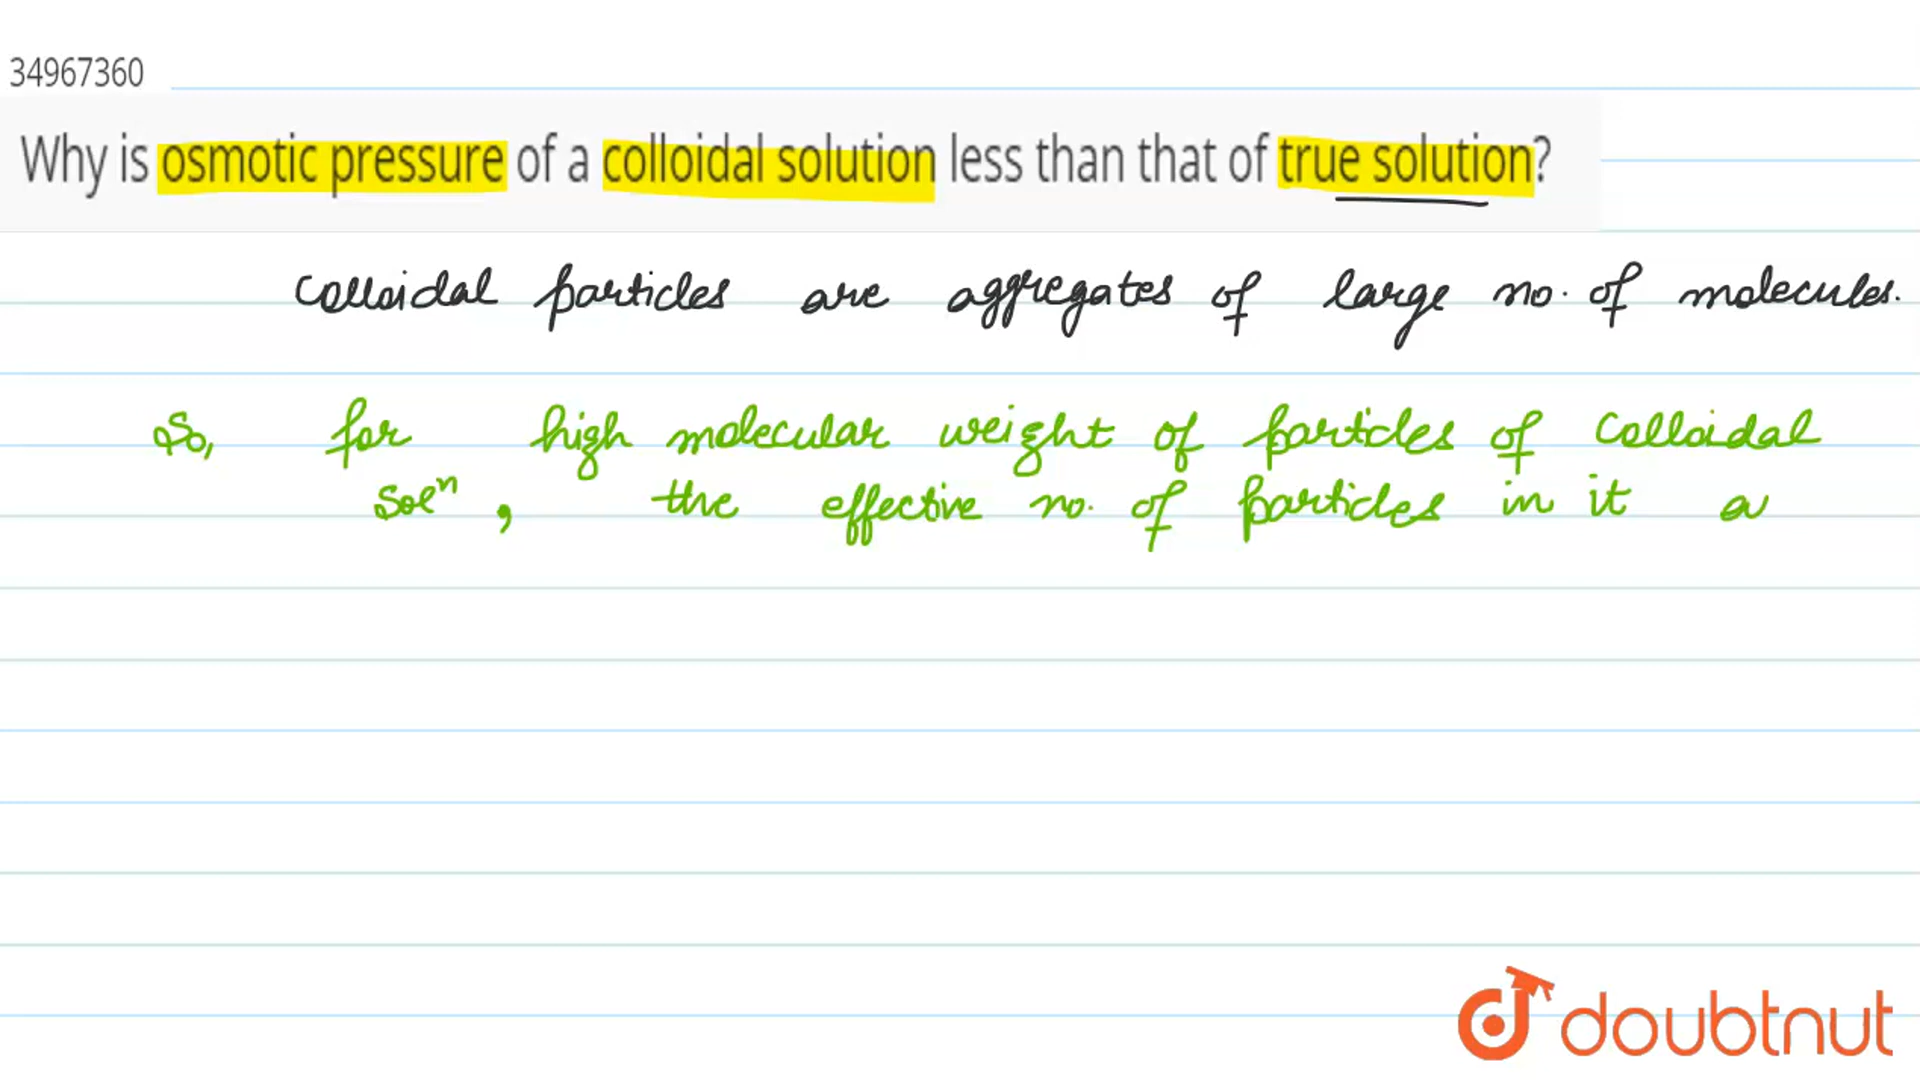 34967360
Why is osmotic pressure of a colloidal solution less than that of true solution?
Colloidal particles are aggregates of large no. of molecules.
So, for high molecular weight of particles of Colloidal
Solⁿ, the effective no. of particles in it a
doubtnut